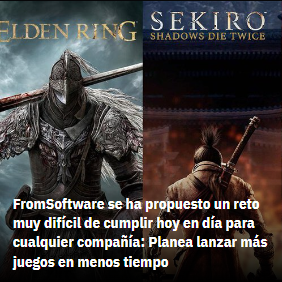 ELDEN RING
SEKIRO
SHADOWS DIE TWICE
FromSoftware se ha propuesto un reto
muy difícil de cumplir hoy en día para
cualquier compañía: Planea lanzar más
juegos en menos tiempo